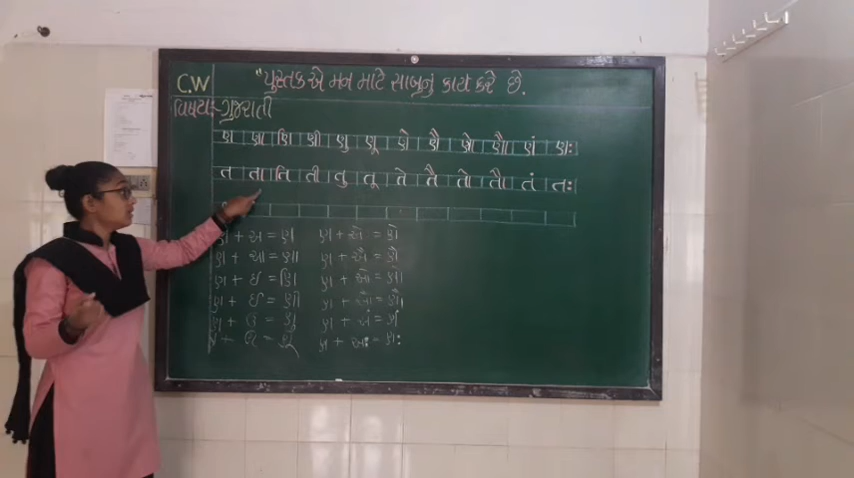 C.W "પુસ્તક એ મન માટે સાબુનું કાર્ય કરે છે.
વિષય:-ગુજરાતી
ણ ણા ણિ ણી ણુ ણૂ ણે ણૈ ણો ણૌ ણં ણઃ
ત તા તિ તી તુ તૂ તે તૈ તો તૌ તં તઃ
ણ + અ = ણ ણ + એ = ણે
ણ + આ = ણા ણ + ઐ = ણૈ
ણ + ઇ = ણિ ણ + ઓ = ણો
ણ + ઈ = ણી ણ + ઔ = ણૌ
ણ + ઉ = ણુ ણ + અં = ણં
ણ + ઊ = ણૂ ણ + અઃ = ણઃ